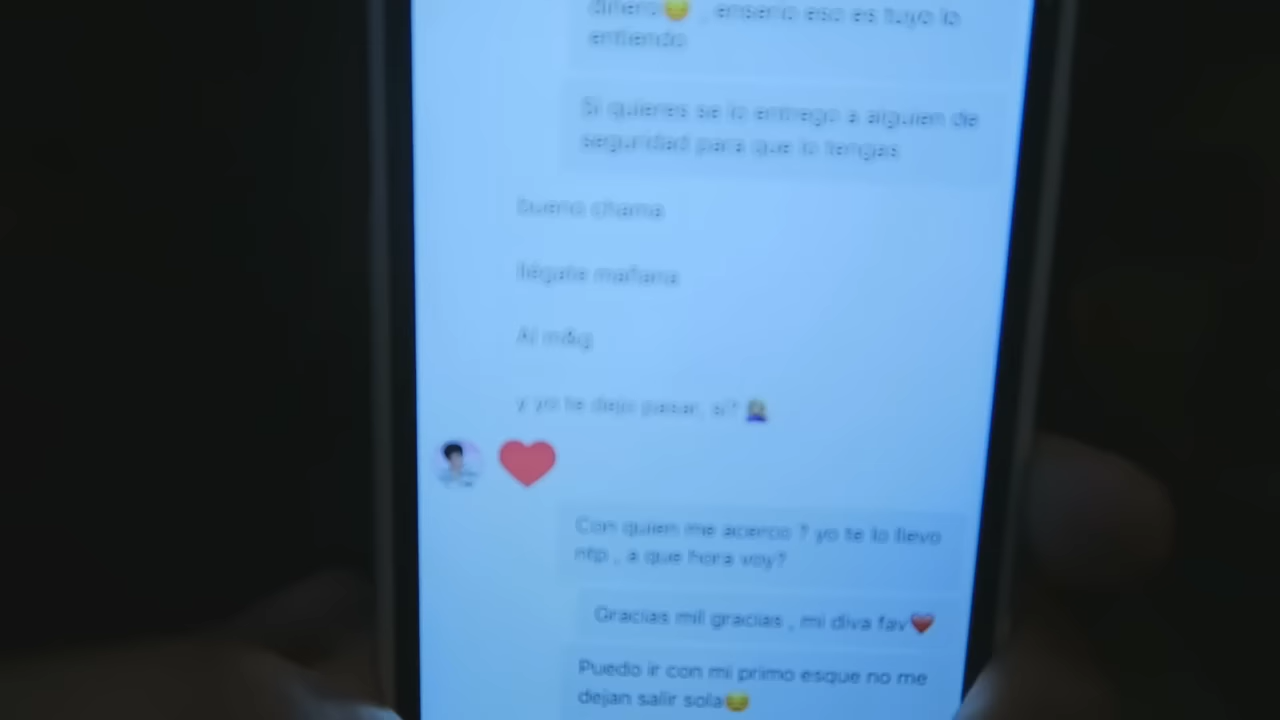 dinero😔 , enserio eso es tuyo lo
entiendo
Si quieres se lo entrego a alguien de
seguridad para que lo tengas
bueno chama
llégate mañana
Al m&g
y yo te dejo pasar, si? 🤦🏼‍♀️
❤️
Con quien me acerco ? yo te lo llevo
ntp , a que hora voy?
Gracias mil gracias , mi diva fav❤️
Puedo ir con mi primo esque no me
dejan salir sola😔